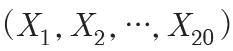 (X₁, X₂, ⋯, X₂₀)